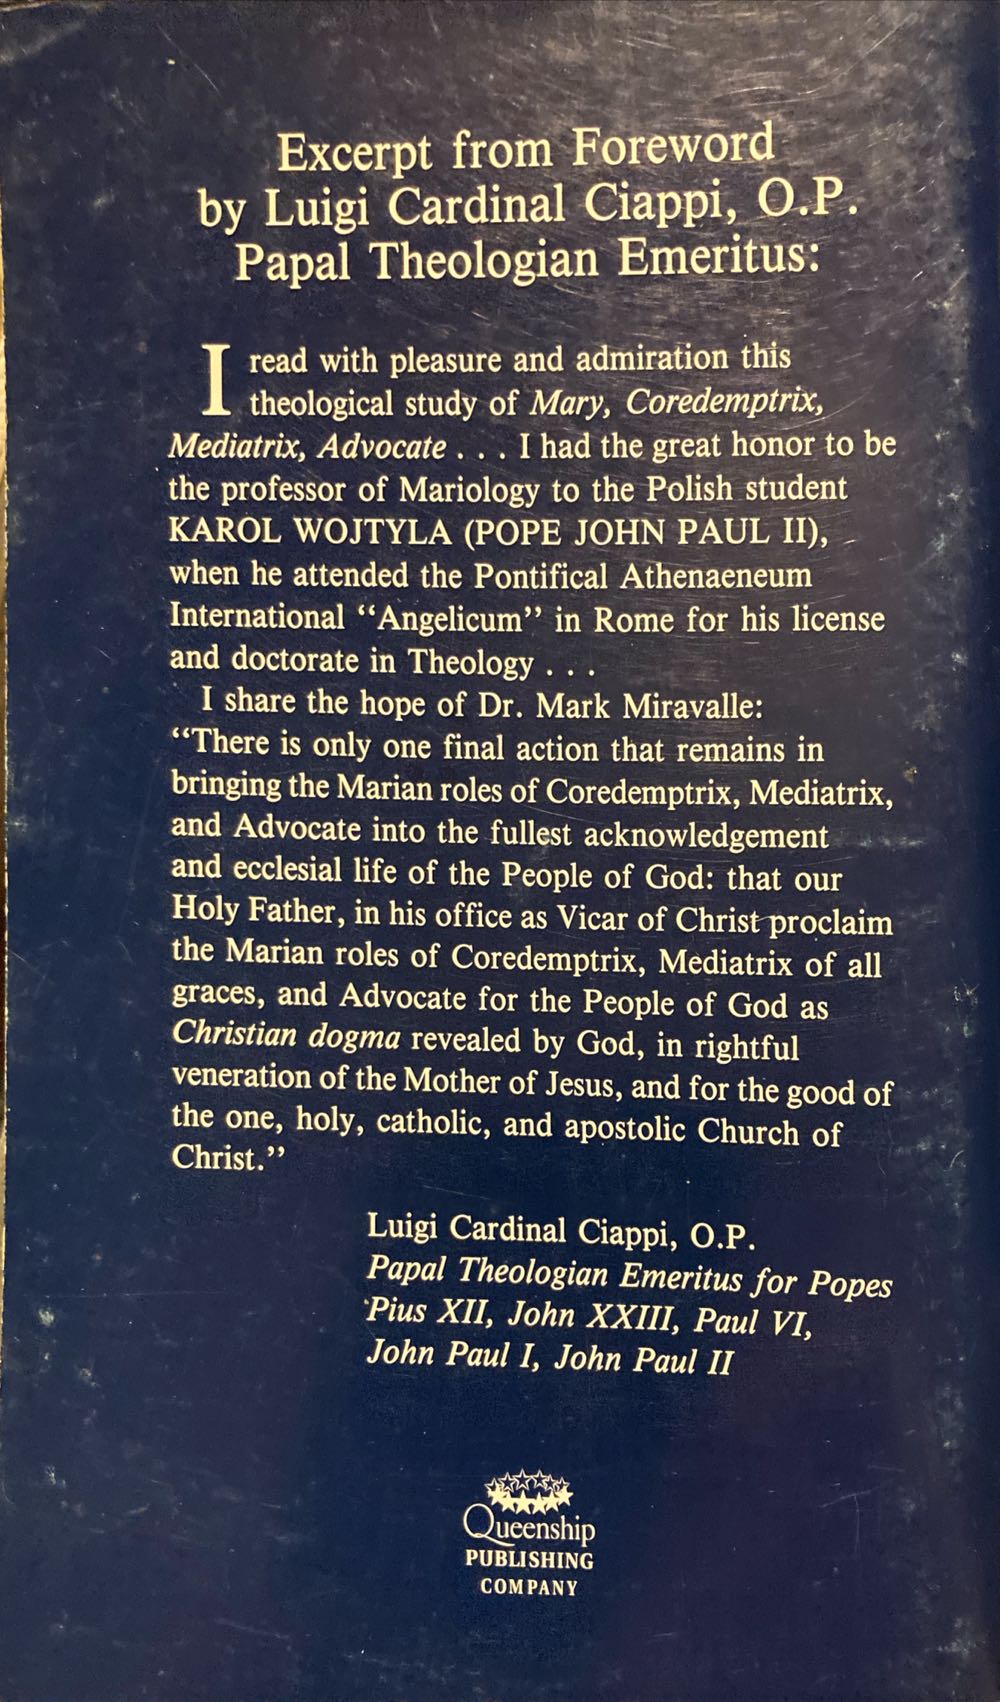 Excerpt from Foreword
by Luigi Cardinal Ciappi, O.P.
Papal Theologian Emeritus:
I read with pleasure and admiration this
theological study of Mary, Coredemptrix,
Mediatrix, Advocate . . . I had the great honor to be
the professor of Mariology to the Polish student
KAROL WOJTYLA (POPE JOHN PAUL II),
when he attended the Pontifical Athenaeneum
International “Angelicum” in Rome for his license
and doctorate in Theology . . .
I share the hope of Dr. Mark Miravalle:
“There is only one final action that remains in
bringing the Marian roles of Coredemptrix, Mediatrix,
and Advocate into the fullest acknowledgement
and ecclesial life of the People of God: that our
Holy Father, in his office as Vicar of Christ proclaim
the Marian roles of Coredemptrix, Mediatrix of all
graces, and Advocate for the People of God as
Christian dogma revealed by God, in rightful
veneration of the Mother of Jesus, and for the good of
the one, holy, catholic, and apostolic Church of
Christ.”
Luigi Cardinal Ciappi, O.P.
Papal Theologian Emeritus for Popes
Pius XII, John XXIII, Paul VI,
John Paul I, John Paul II
Queenship
PUBLISHING
COMPANY